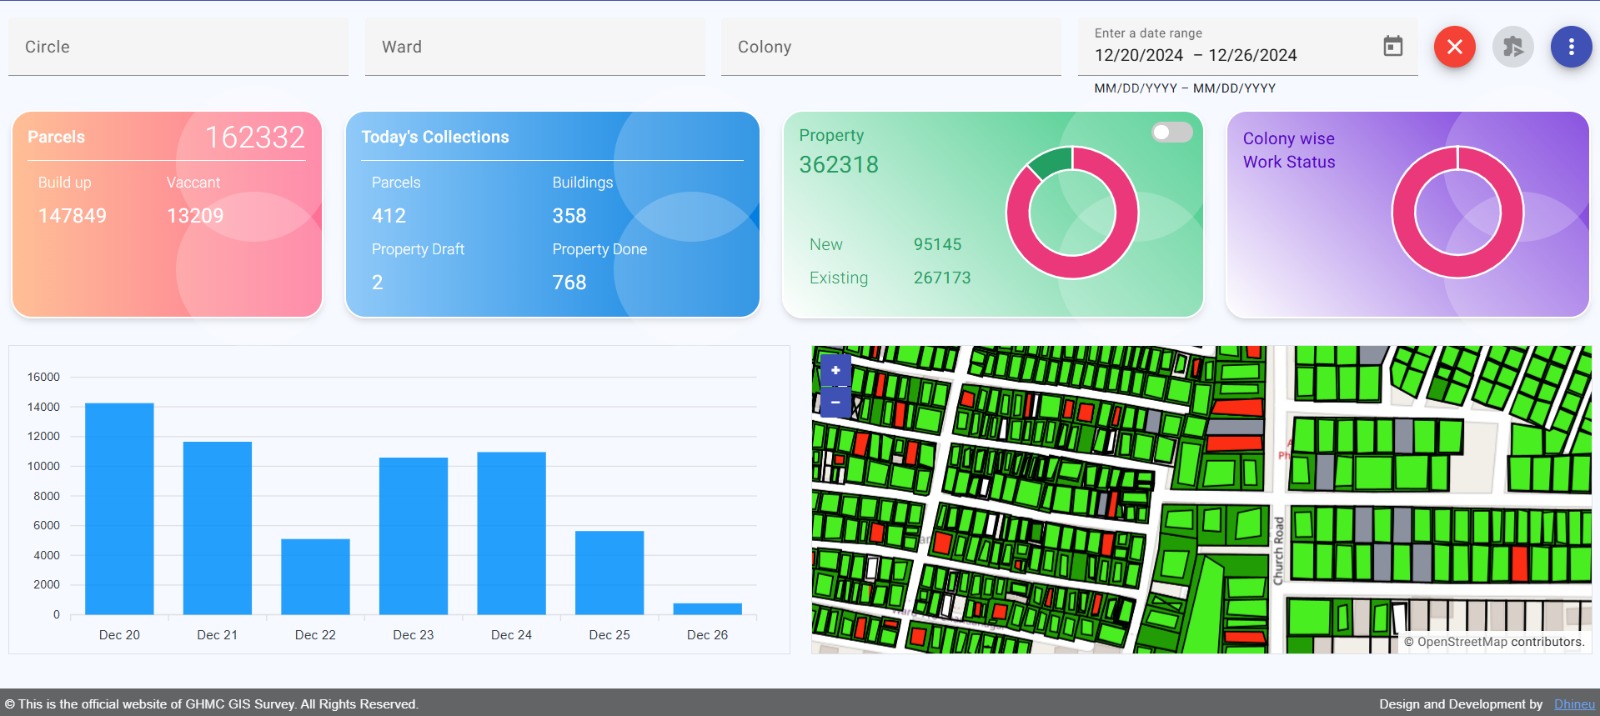 Circle
Ward
Colony
Enter a date range
12/20/2024 – 12/26/2024
MM/DD/YYYY – MM/DD/YYYY
Parcels 162332
Build up Vaccant
147849 13209
Today's Collections
Parcels Buildings
412 358
Property Draft Property Done
2 768
Property
362318
New 95145
Existing 267173
Colony wise
Work Status
16000
14000
12000
10000
8000
6000
4000
2000
0
Dec 20 Dec 21 Dec 22 Dec 23 Dec 24 Dec 25 Dec 26
+
−
Church Road
© OpenStreetMap contributors.
© This is the official website of GHMC GIS Survey. All Rights Reserved.
Design and Development by Dhineu